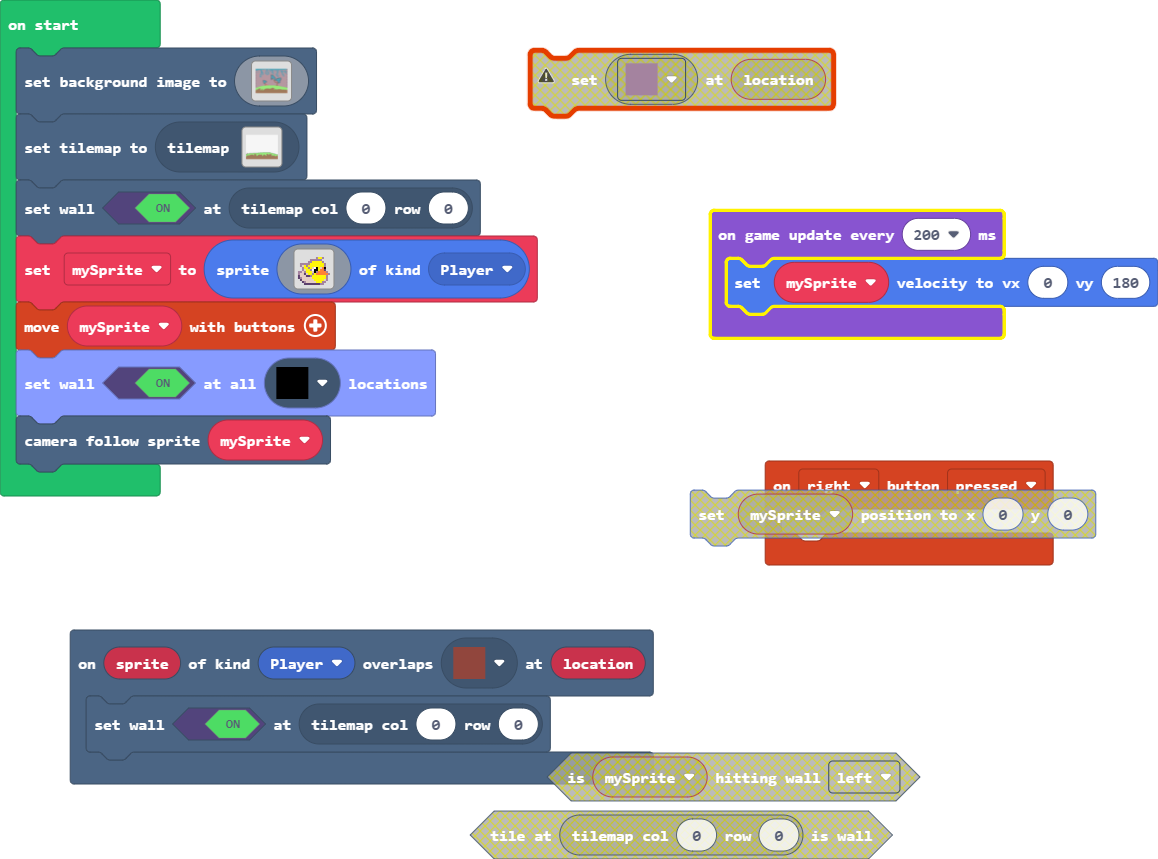 on start
set background image to
set tilemap to tilemap
set wall ON at tilemap col 0 row 0
set mySprite to sprite of kind Player
move mySprite with buttons
set wall ON at all locations
camera follow sprite mySprite
set at location
on game update every 200 ms
set mySprite velocity to vx 0 vy 180
on right button pressed
set mySprite position to x 0 y 0
on sprite of kind Player overlaps at location
set wall ON at tilemap col 0 row 0
is mySprite hitting wall left
tile at tilemap col 0 row 0 is wall